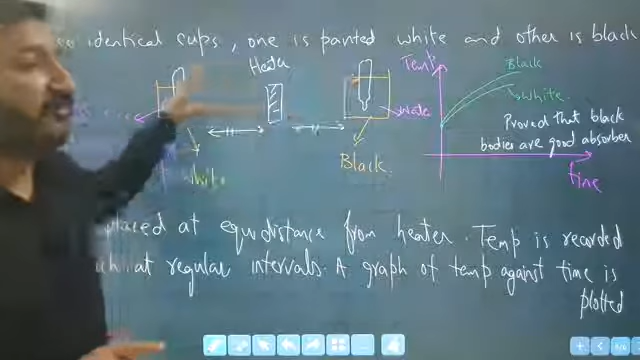 identical cups, one is panted white and other is black
Heater
Temp
Black
white
Water
Proved that black
bodies are good absorber
white
Black
time
placed at equidistance from heater. Temp is recorded
at regular intervals. A graph of temp against time is
plotted